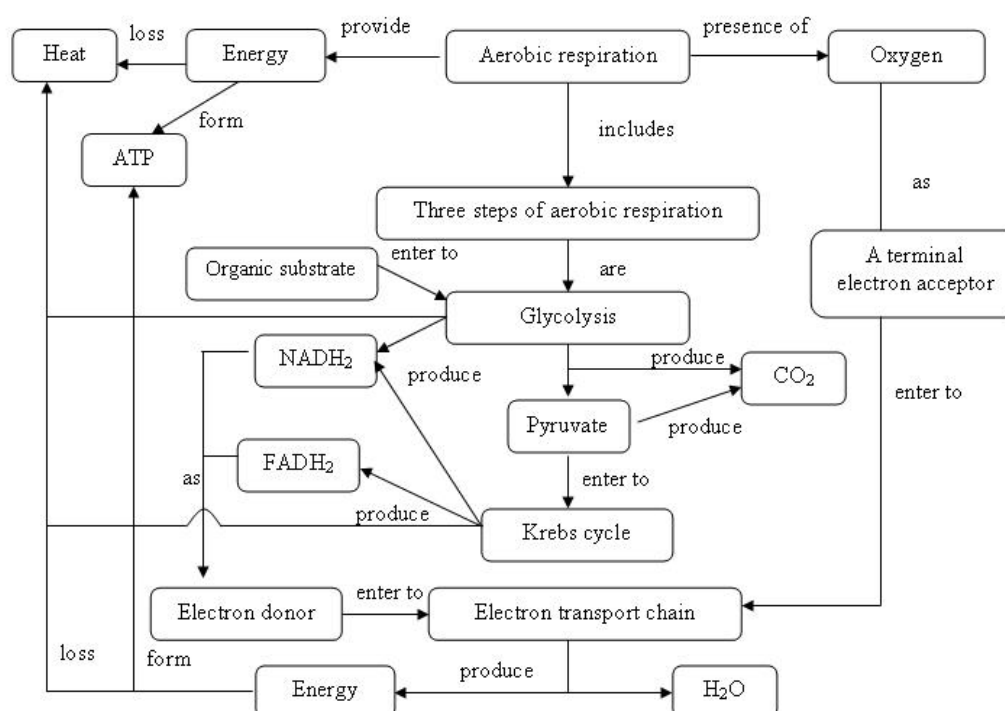 Heat
loss
Energy
provide
Aerobic respiration
presence of
Oxygen
form
ATP
includes
as
Three steps of aerobic respiration
Organic substrate
enter to
are
A terminal
electron acceptor
Glycolysis
NADH₂
produce
produce
CO₂
enter to
Pyruvate
produce
FADH₂
as
enter to
produce
Krebs cycle
Electron donor
enter to
Electron transport chain
loss
form
Energy
produce
H₂O